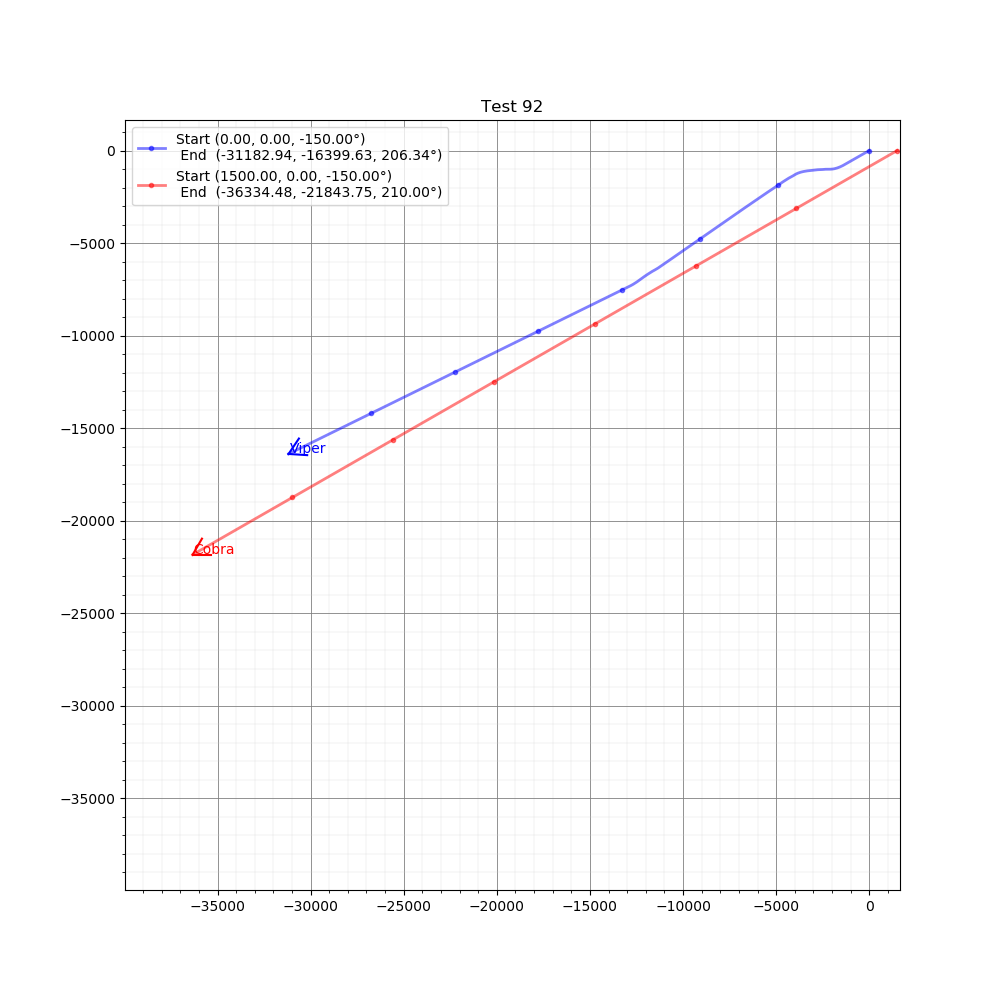 Test 92
Start (0.00, 0.00, -150.00°)
End (-31182.94, -16399.63, 206.34°)
Start (1500.00, 0.00, -150.00°)
End (-36334.48, -21843.75, 210.00°)
0
−5000
−10000
−15000
−20000
−25000
−30000
−35000
Viper
Cobra
−35000 −30000 −25000 −20000 −15000 −10000 −5000 0